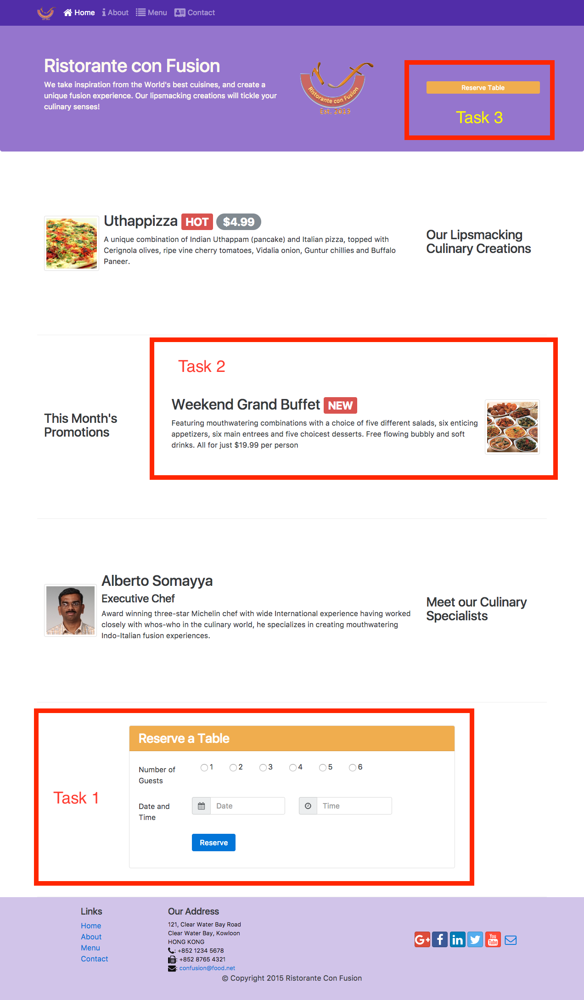 Home About Menu Contact
Ristorante con Fusion
We take inspiration from the World's best cuisines, and create a
unique fusion experience. Our lipsmacking creations will tickle your
culinary senses!
Ristorante con Fusion
Est. 2013
Reserve Table
Task 3
Uthappizza HOT $4.99
A unique combination of Indian Uthappam (pancake) and Italian pizza, topped with
Cerignola olives, ripe vine cherry tomatoes, Vidalia onion, Guntur chillies and Buffalo
Paneer.
Our Lipsmacking
Culinary Creations
Task 2
This Month's
Promotions
Weekend Grand Buffet NEW
Featuring mouthwatering combinations with a choice of five different salads, six enticing
appetizers, six main entrees and five choicest desserts. Free flowing bubbly and soft
drinks. All for just $19.99 per person
Alberto Somayya
Executive Chef
Award winning three-star Michelin chef with wide International experience having worked
closely with whos-who in the culinary world, he specializes in creating mouthwatering
Indo-Italian fusion experiences.
Meet our Culinary
Specialists
Task 1
Reserve a Table
Number of
Guests
1 2 3 4 5 6
Date and
Time
Date
Time
Reserve
Links
Home
About
Menu
Contact
Our Address
121, Clear Water Bay Road
Clear Water Bay, Kowloon
HONG KONG
: +852 1234 5678
: +852 8765 4321
: confusion@food.net
G+ f in You Tube
© Copyright 2015 Ristorante Con Fusion